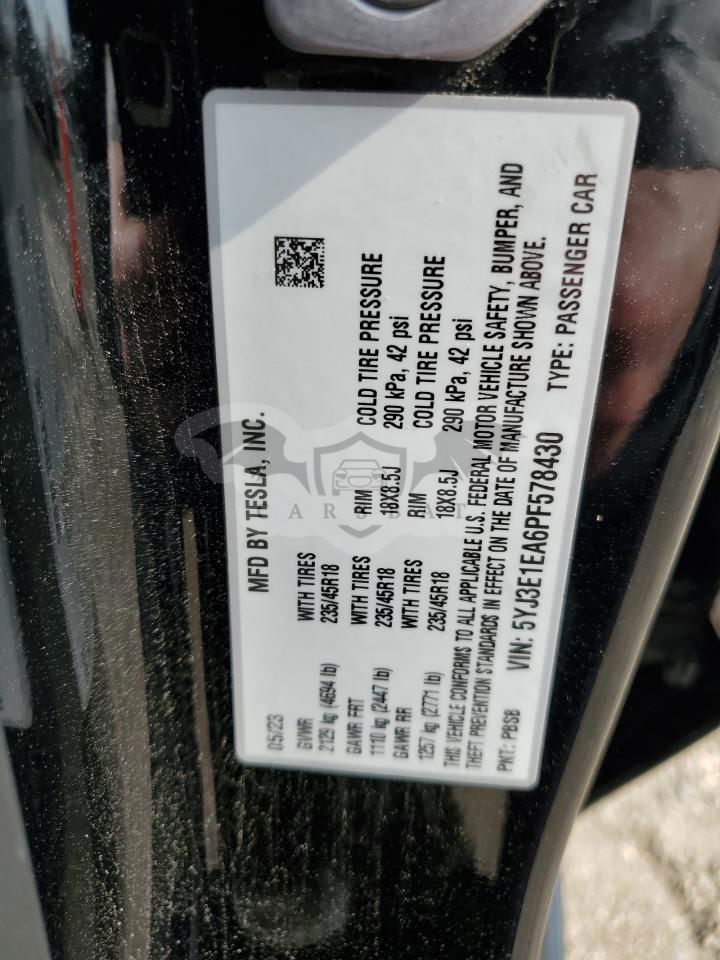 MFD BY TESLA, INC.
05/23
GVWR
2129 kg (4694 lb) WITH TIRES 235/45R18 RIM 18X8.5J COLD TIRE PRESSURE 290 kPa, 42 psi
GAWR FRT WITH TIRES RIM COLD TIRE PRESSURE
1110 kg (2447 lb) 235/45R18 18X8.5J 290 kPa, 42 psi
GAWR RR
1257 kg (2771 lb) 235/45R18
THIS VEHICLE CONFORMS TO ALL APPLICABLE U.S. FEDERAL MOTOR VEHICLE SAFETY, BUMPER, AND
THEFT PREVENTION STANDARDS IN EFFECT ON THE DATE OF MANUFACTURE SHOWN ABOVE.
PNT: PBSB VIN: 5YJ3E1EA6PF578430 TYPE: PASSENGER CAR